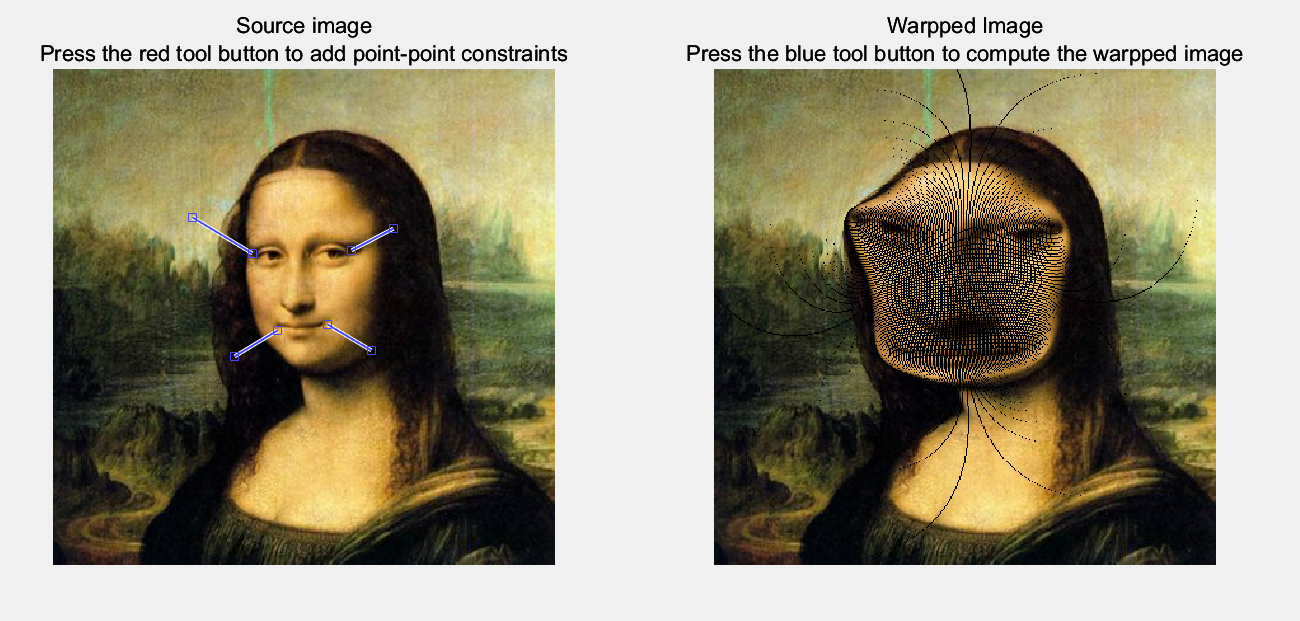 Source image
Press the red tool button to add point-point constraints
Warpped Image
Press the blue tool button to compute the warpped image